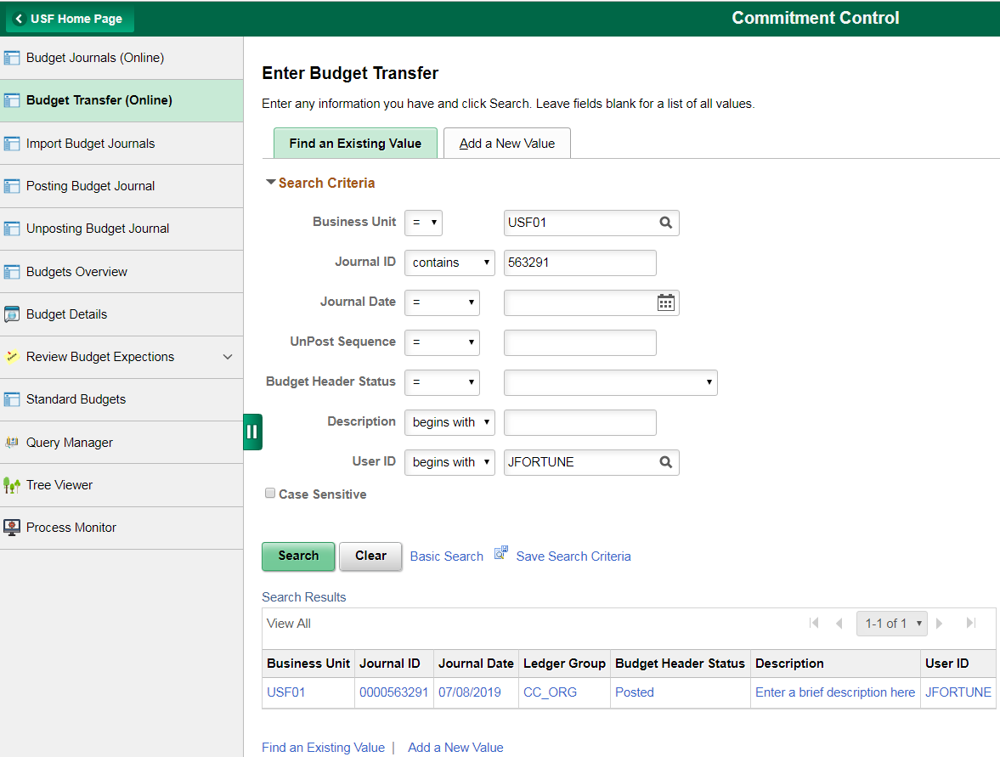 USF Home Page
Commitment Control
Budget Journals (Online)
Budget Transfer (Online)
Import Budget Journals
Posting Budget Journal
Unposting Budget Journal
Budgets Overview
Budget Details
Review Budget Expections
Standard Budgets
Query Manager
Tree Viewer
Process Monitor
Enter Budget Transfer
Enter any information you have and click Search. Leave fields blank for a list of all values.
Find an Existing Value Add a New Value
Search Criteria
Business Unit = USF01
Journal ID contains 563291
Journal Date =
UnPost Sequence =
Budget Header Status =
Description begins with
User ID begins with JFORTUNE
Case Sensitive
Search Clear Basic Search Save Search Criteria
Search Results
View All 1-1 of 1
Business Unit Journal ID Journal Date Ledger Group Budget Header Status Description User ID
USF01 0000563291 07/08/2019 CC_ORG Posted Enter a brief description here JFORTUNE
Find an Existing Value | Add a New Value